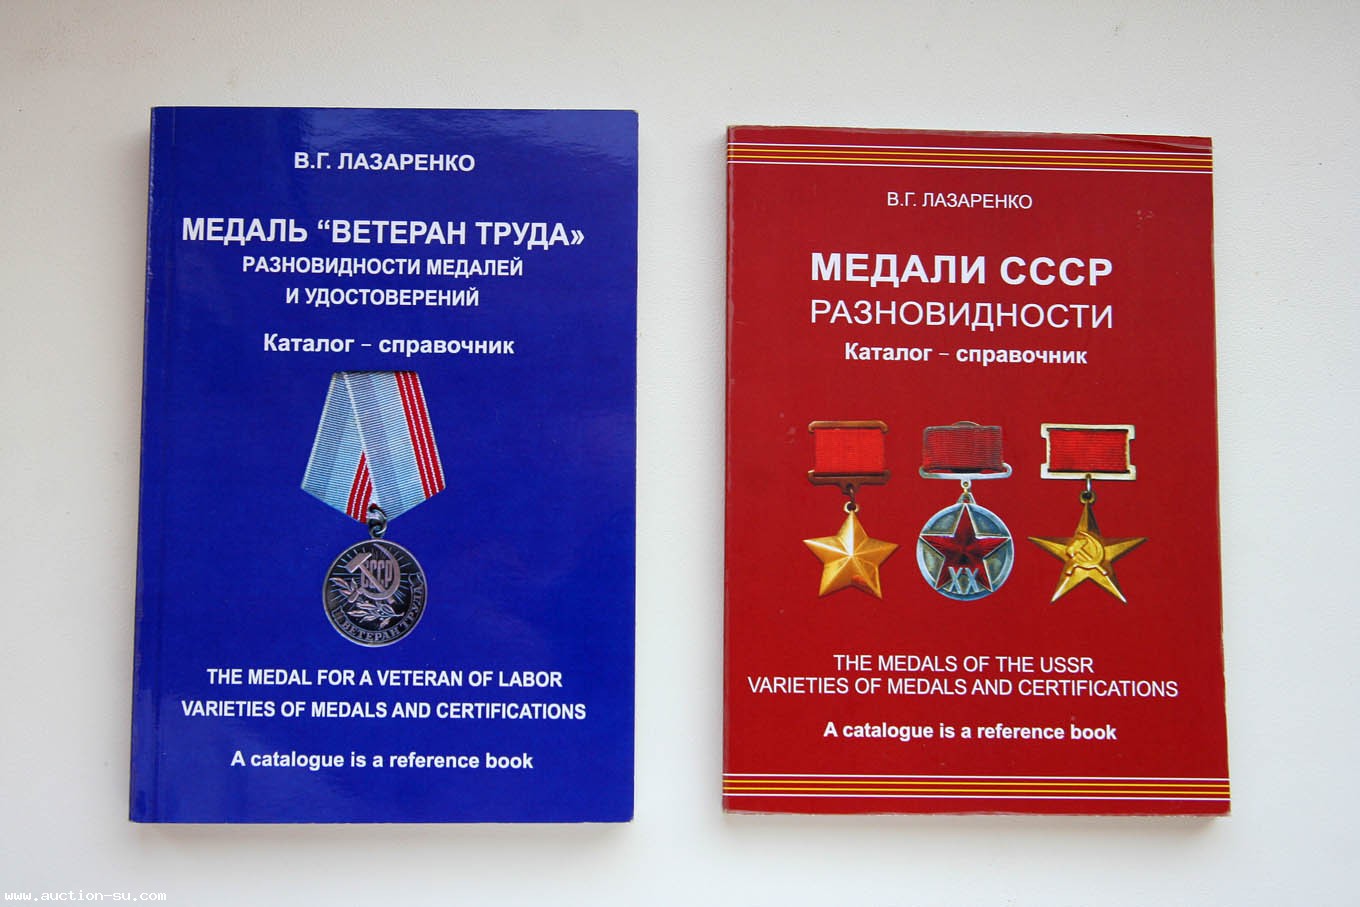 В.Г. ЛАЗАРЕНКО
МЕДАЛЬ “ВЕТЕРАН ТРУДА»
РАЗНОВИДНОСТИ МЕДАЛЕЙ
И УДОСТОВЕРЕНИЙ
Каталог – справочник
СССР
ВЕТЕРАН ТРУДА
THE MEDAL FOR A VETERAN OF LABOR
VARIETIES OF MEDALS AND CERTIFICATIONS
A catalogue is a reference book
В.Г. ЛАЗАРЕНКО
МЕДАЛИ СССР
РАЗНОВИДНОСТИ
Каталог – справочник
XX
THE MEDALS OF THE USSR
VARIETIES OF MEDALS AND CERTIFICATIONS
A catalogue is a reference book
www.auction-su.com